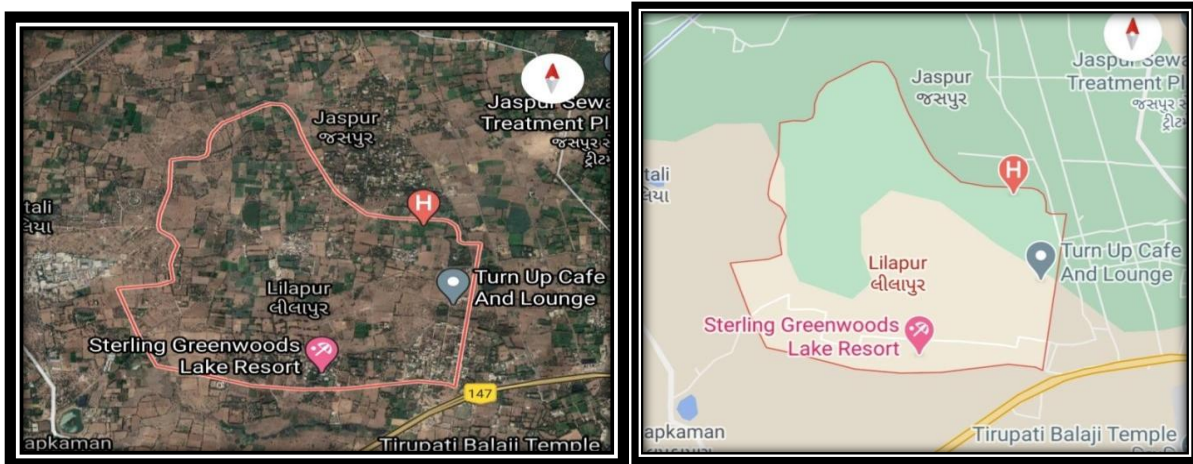 Jaspur
જસપુર
Jaspur Sewa
Treatment Pl
જસપુર સે
ટ્રીટમ
tali
લિયા
H
Turn Up Cafe
And Lounge
Lilapur
લીલાપુર
Sterling Greenwoods
Lake Resort
147
apkaman
Tirupati Balaji Temple
Jaspur
જસપુર
Jaspur Sewa
Treatment Pl
જસપુર સે
ટ્રીટમ
tali
લિયા
H
Lilapur
લીલાપુર
Turn Up Cafe
And Lounge
Sterling Greenwoods
Lake Resort
apkaman
Tirupati Balaji Temple